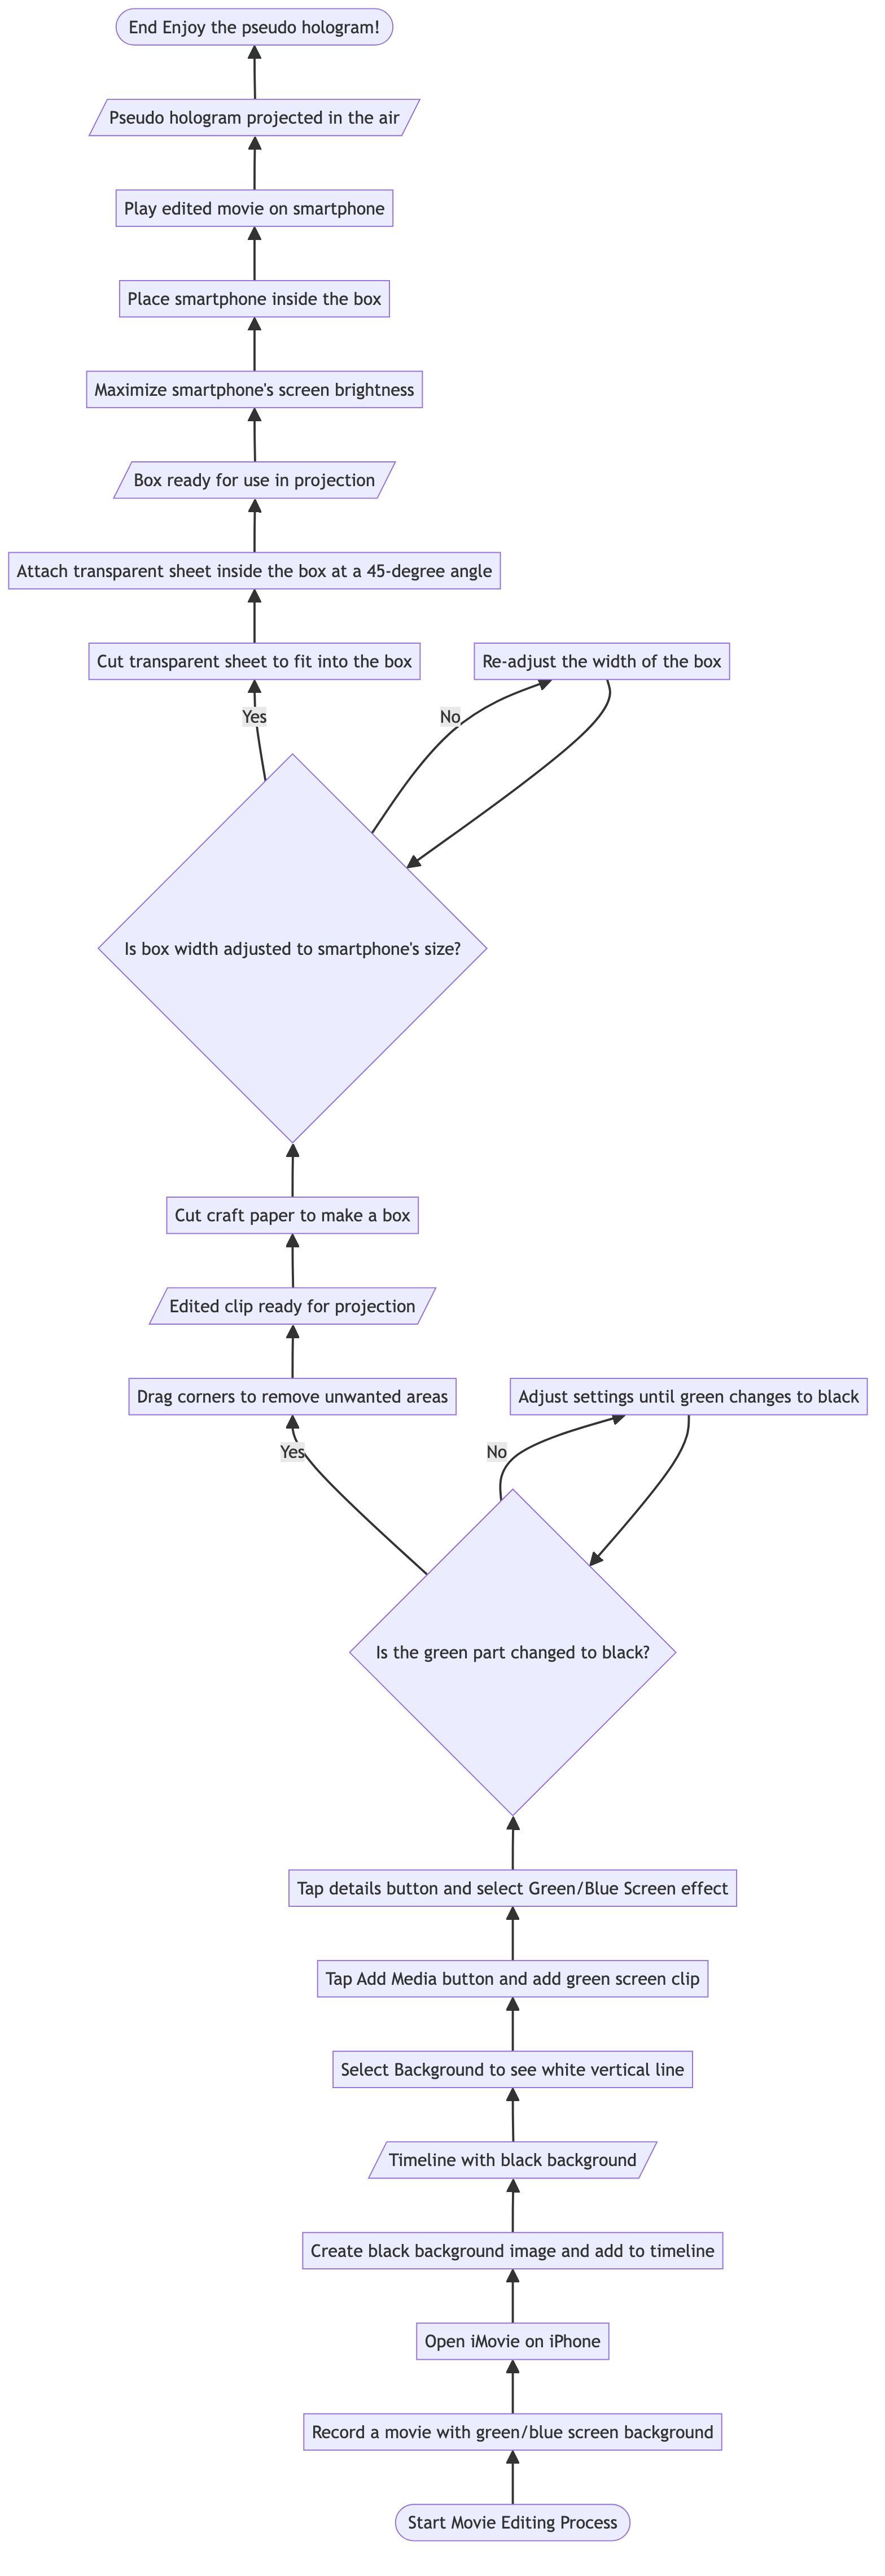 End Enjoy the pseudo hologram!
Pseudo hologram projected in the air
Play edited movie on smartphone
Place smartphone inside the box
Maximize smartphone's screen brightness
Box ready for use in projection
Attach transparent sheet inside the box at a 45-degree angle
Cut transparent sheet to fit into the box
Re-adjust the width of the box
Yes
No
Is box width adjusted to smartphone's size?
Cut craft paper to make a box
Edited clip ready for projection
Drag corners to remove unwanted areas
Adjust settings until green changes to black
Yes
No
Is the green part changed to black?
Tap details button and select Green/Blue Screen effect
Tap Add Media button and add green screen clip
Select Background to see white vertical line
Timeline with black background
Create black background image and add to timeline
Open iMovie on iPhone
Record a movie with green/blue screen background
Start Movie Editing Process